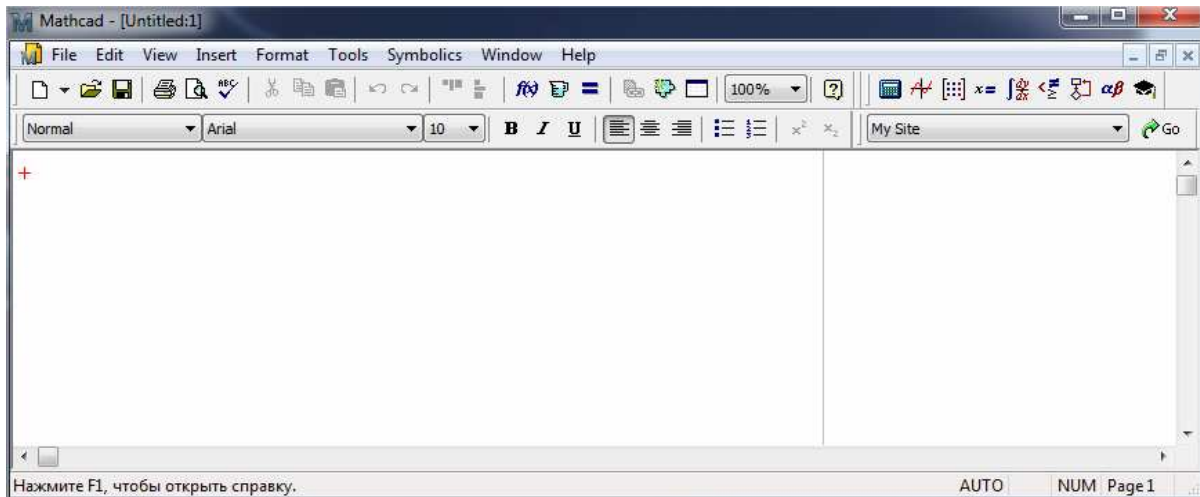 Mathcad - [Untitled:1]
File Edit View Insert Format Tools Symbolics Window Help
100%
Normal Arial 10 B I U My Site Go
Нажмите F1, чтобы открыть справку. AUTO NUM Page 1